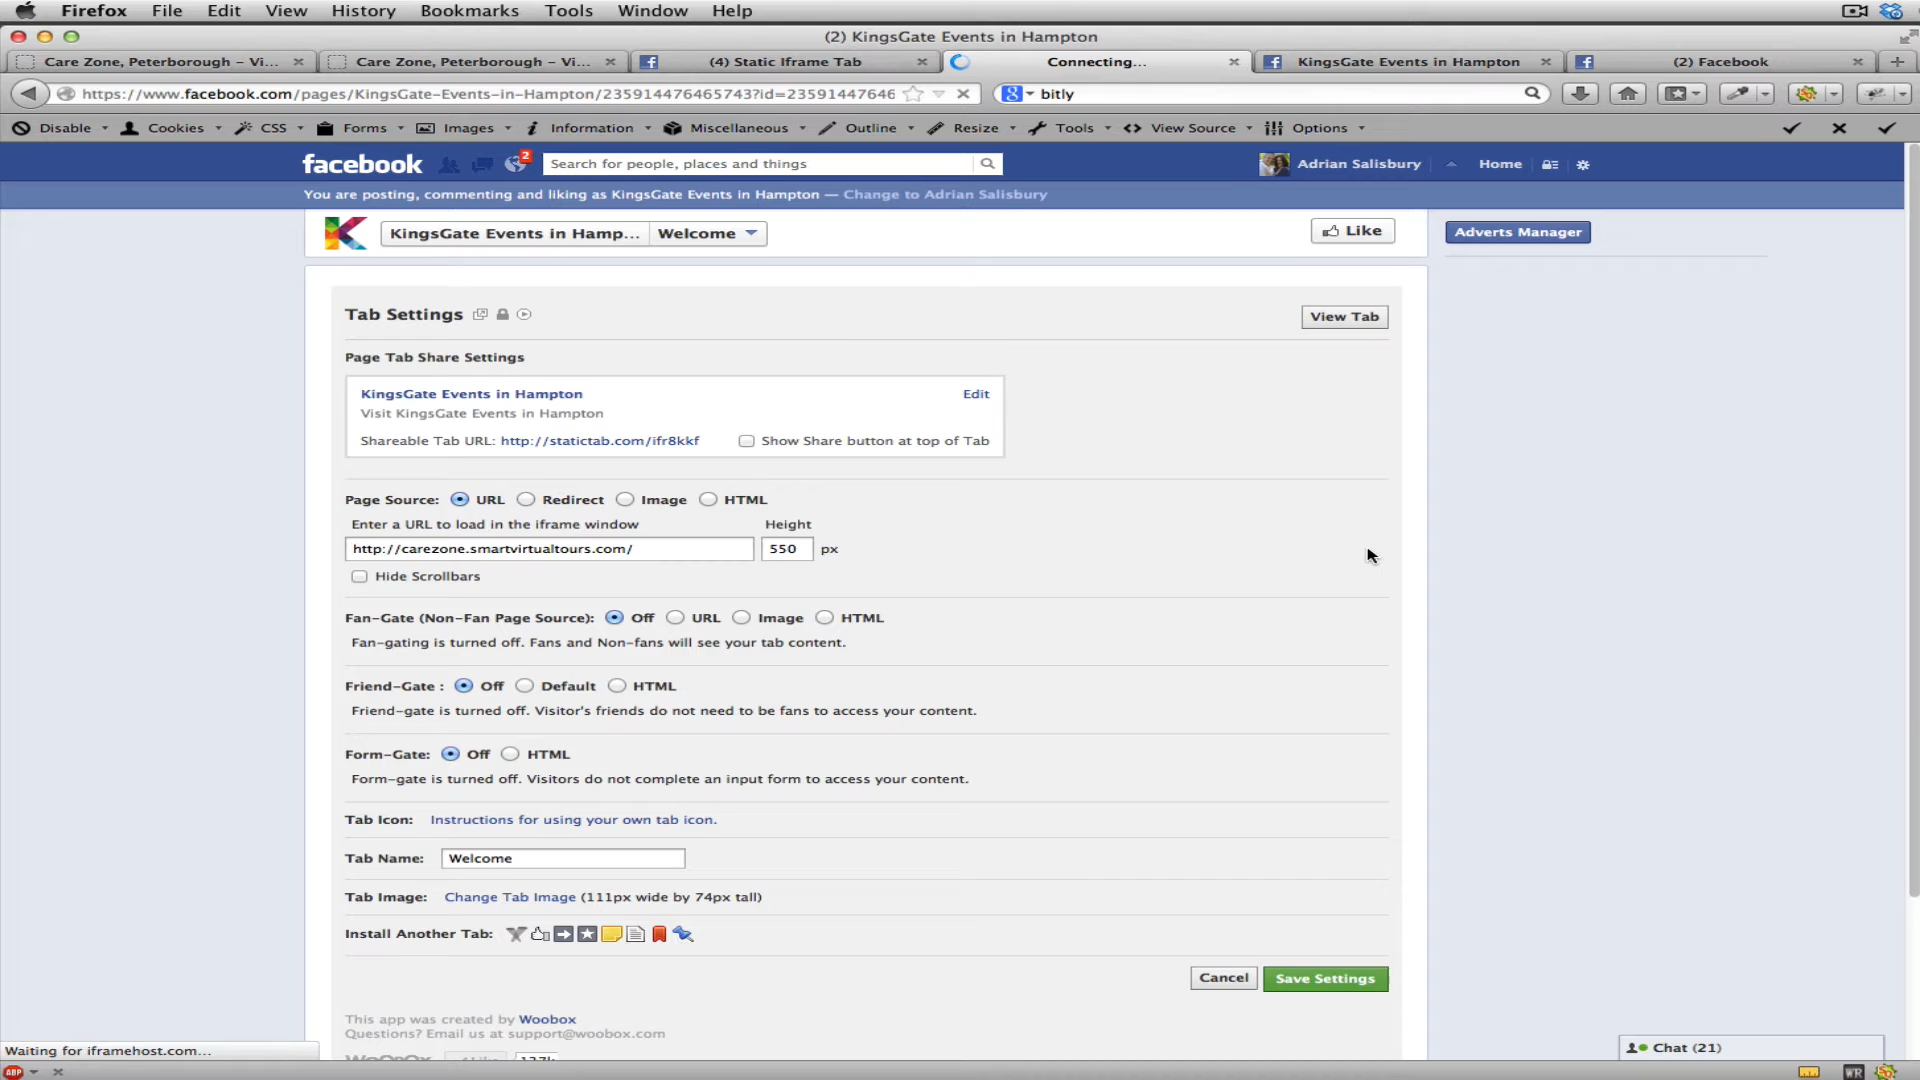 Firefox File Edit View History Bookmarks Tools Window Help
(2) KingsGate Events in Hampton
Care Zone, Peterborough – Vi... Care Zone, Peterborough – Vi... (4) Static Iframe Tab Connecting... KingsGate Events in Hampton (2) Facebook
https://www.facebook.com/pages/KingsGate-Events-in-Hampton/235914476465743?id=23591447646 bitly
Disable Cookies CSS Forms Images Information Miscellaneous Outline Resize Tools View Source Options
facebook 2 Search for people, places and things Adrian Salisbury Home
You are posting, commenting and liking as KingsGate Events in Hampton — Change to Adrian Salisbury
KingsGate Events in Hamp... Welcome Like Adverts Manager
Tab Settings View Tab
Page Tab Share Settings
KingsGate Events in Hampton Edit
Visit KingsGate Events in Hampton
Shareable Tab URL: http://statictab.com/ifr8kkf Show Share button at top of Tab
Page Source: URL Redirect Image HTML
Enter a URL to load in the iframe window Height
http://carezone.smartvirtualtours.com/ 550 px
Hide Scrollbars
Fan-Gate (Non-Fan Page Source): Off URL Image HTML
Fan-gating is turned off. Fans and Non-fans will see your tab content.
Friend-Gate : Off Default HTML
Friend-gate is turned off. Visitor's friends do not need to be fans to access your content.
Form-Gate: Off HTML
Form-gate is turned off. Visitors do not complete an input form to access your content.
Tab Icon: Instructions for using your own tab icon.
Tab Name: Welcome
Tab Image: Change Tab Image (111px wide by 74px tall)
Install Another Tab:
Cancel Save Settings
This app was created by Woobox
Questions? Email us at support@woobox.com
Waiting for iframehost.com... Chat (21)
ABP WR